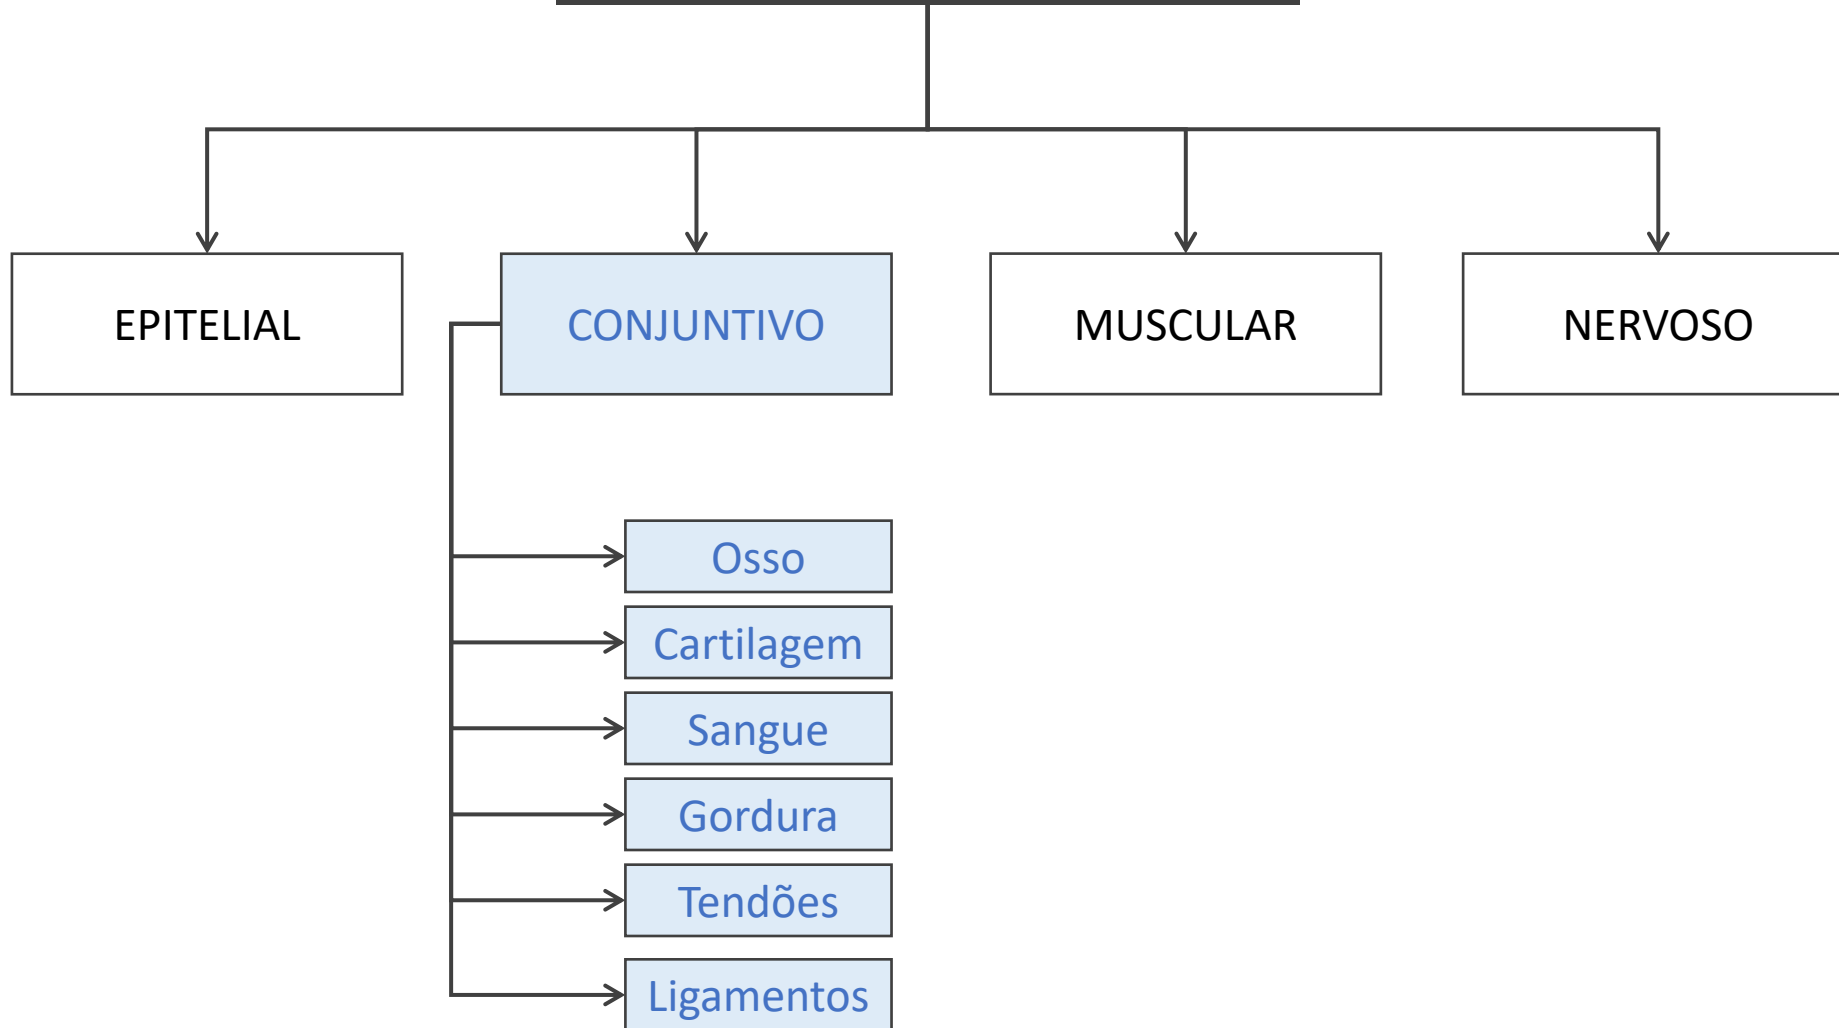 EPITELIAL
CONJUNTIVO
MUSCULAR
NERVOSO
Osso
Cartilagem
Sangue
Gordura
Tendões
Ligamentos